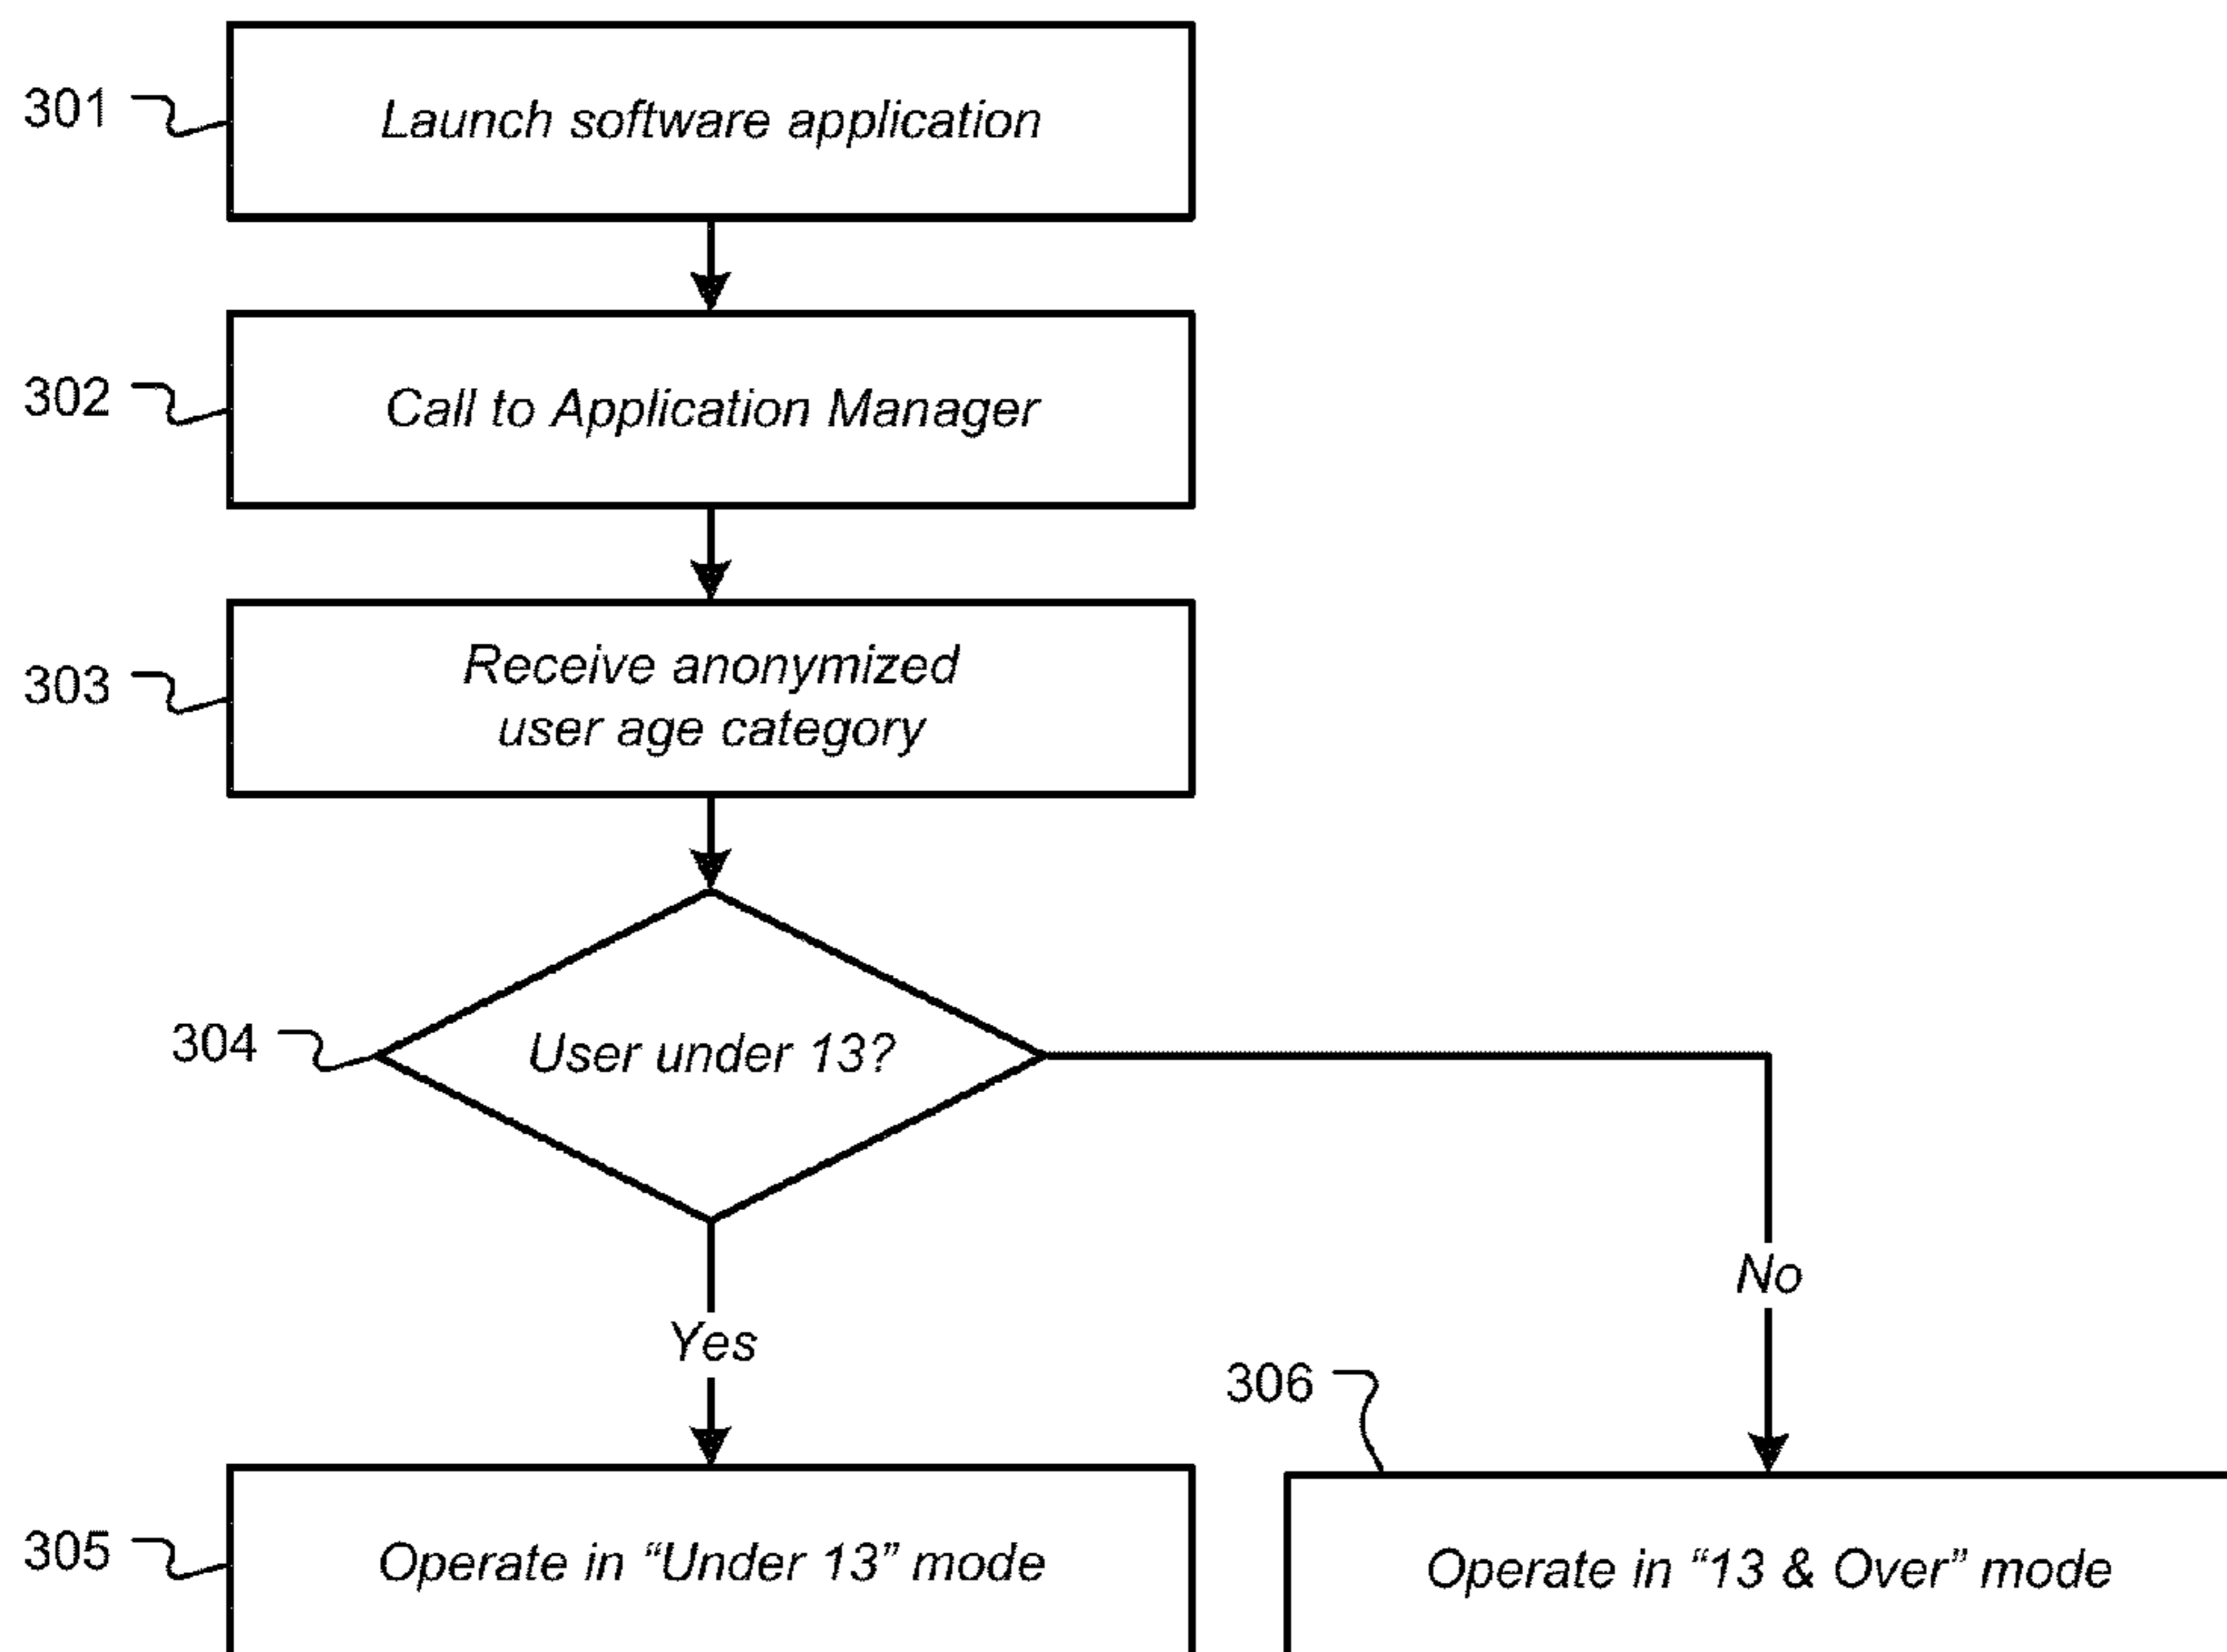 301
Launch software application
302
Call to Application Manager
303
Receive anonymized
user age category
304
User under 13?
No
Yes
306
305
Operate in “Under 13” mode
Operate in “13 & Over” mode